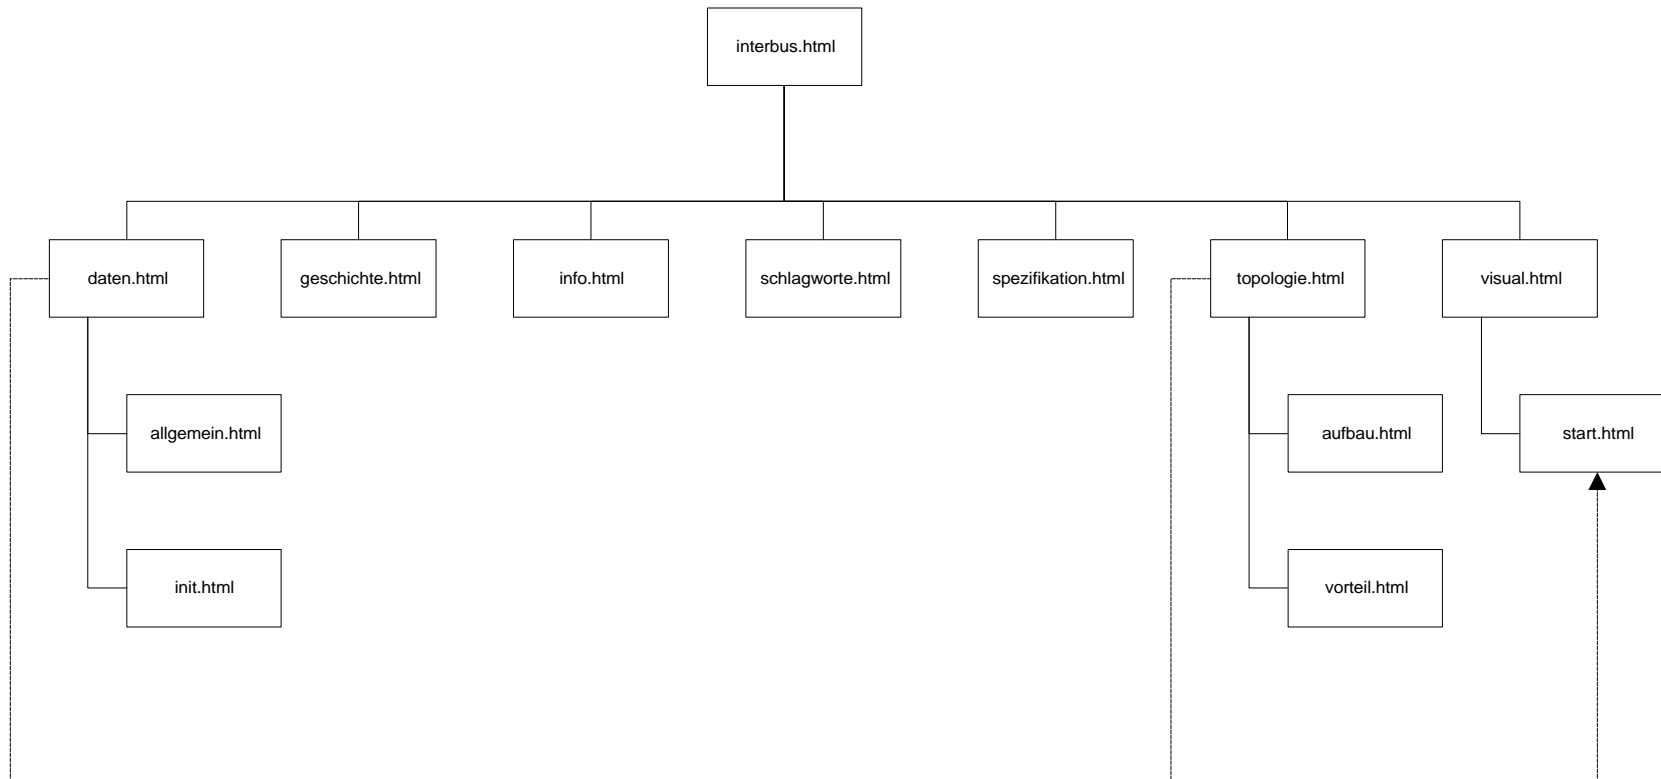 interbus.html
daten.html
geschichte.html
info.html
schlagworte.html
spezifikation.html
topologie.html
visual.html
allgemein.html
aufbau.html
start.html
init.html
vorteil.html